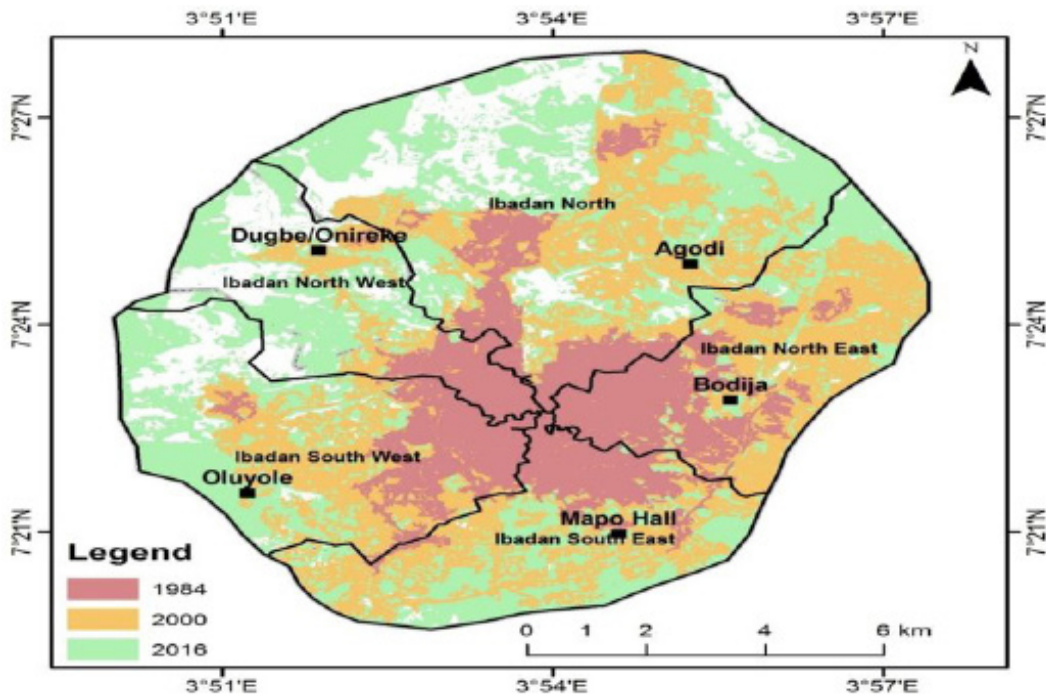 3°51'E 3°54'E 3°57'E
N
7°27'N 7°27'N
Ibadan North
Dugbe/Onireke
Agodi
Ibadan North West
7°24'N 7°24'N
Ibadan North East
Bodija
Ibadan South West
Oluyole
Mapo Hall
7°21'N 7°21'N
Ibadan South East
Legend
1984
2000
2016
0 1 2 4 6 km
3°51'E 3°54'E 3°57'E